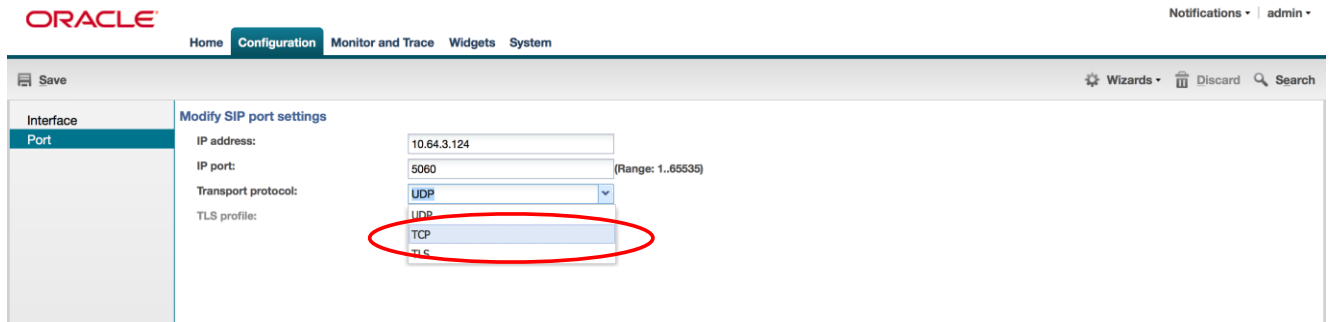 ORACLE
Notifications | admin
Home Configuration Monitor and Trace Widgets System
Save Wizards Discard Search
Interface
Port
Modify SIP port settings
IP address: 10.64.3.124
IP port: 5060 (Range: 1..65535)
Transport protocol: UDP
TLS profile:
UDP
TCP
TLS